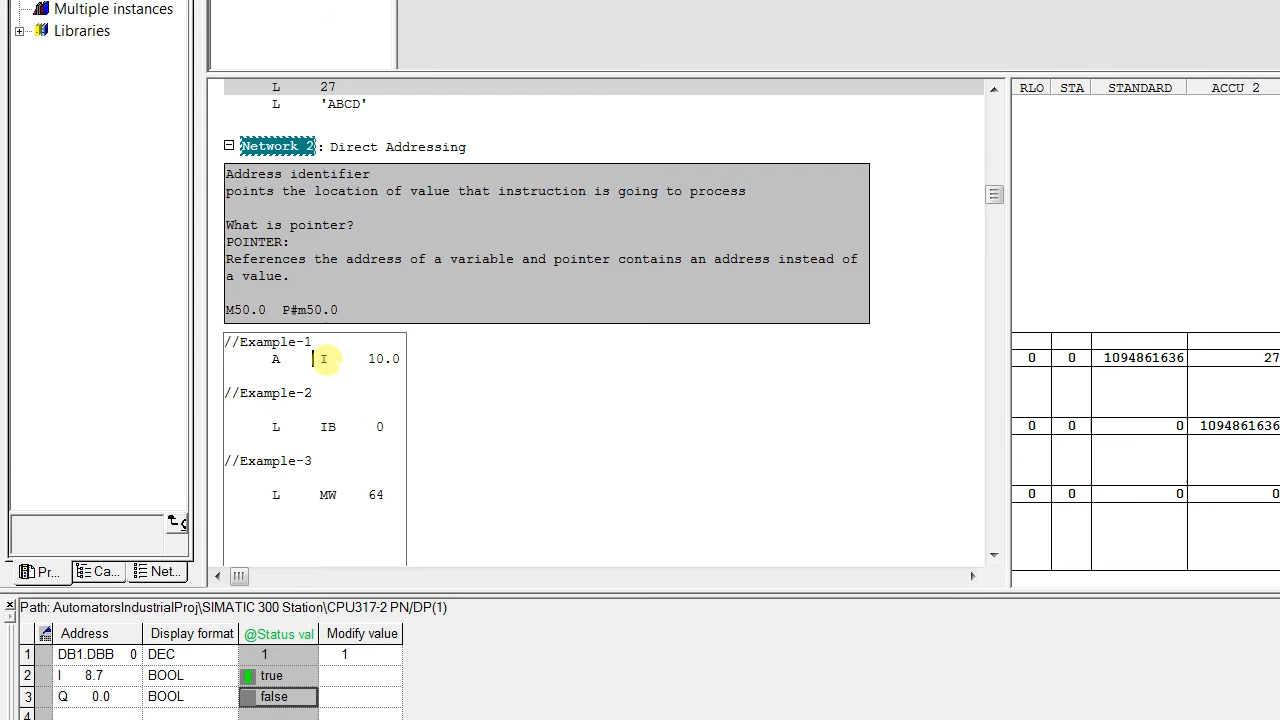 Multiple instances
Libraries
L 27
L 'ABCD'
Network 2 : Direct Addressing
Address identifier
points the location of value that instruction is going to process
What is pointer?
POINTER:
References the address of a variable and pointer contains an address instead of
a value.
M50.0 P#m50.0
//Example-1
A I 10.0
//Example-2
L IB 0
//Example-3
L MW 64
RLO STA STANDARD ACCU 2
0 0 1094861636 27
0 0 0 1094861636
0 0 0 0
Pr... Ca... Net...
Path: AutomatorsIndustrialProj\SIMATIC 300 Station\CPU317-2 PN/DP(1)
Address Display format @Status val Modify value
1 DB1.DBB 0 DEC 1 1
2 I 8.7 BOOL true
3 Q 0.0 BOOL false
4